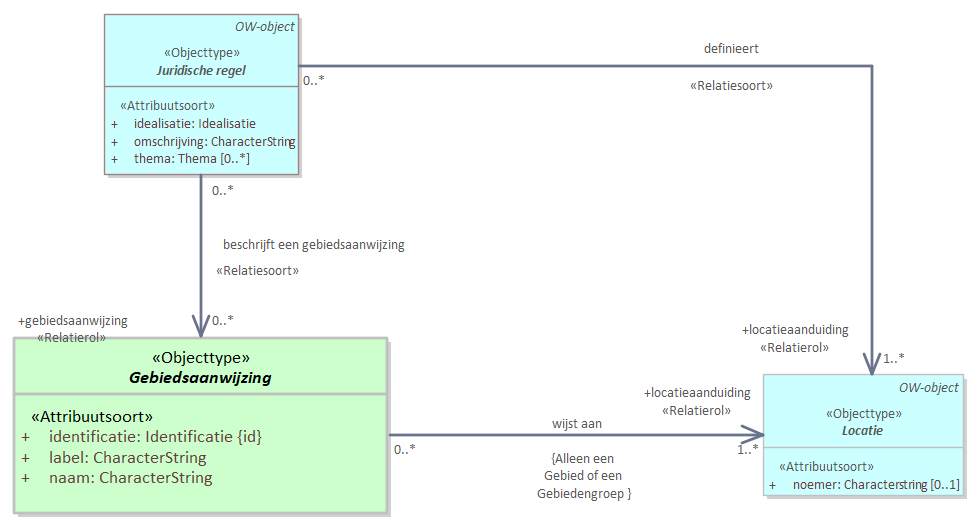 OW-object
«Objecttype»
Juridische regel
«Attribuutsoort»
+ idealisatie: Idealisatie
+ omschrijving: CharacterString
+ thema: Thema [0..*]
0..*
definieert
«Relatiesoort»
0..*
beschrijft een gebiedsaanwijzing
«Relatiesoort»
+gebiedsaanwijzing
«Relatierol»
0..*
«Objecttype»
Gebiedsaanwijzing
«Attribuutsoort»
+ identificatie: Identificatie {id}
+ label: CharacterString
+ naam: CharacterString
0..*
wijst aan
{Alleen een
Gebied of een
Gebiedengroep }
+locatieaanduiding
«Relatierol»
1..*
+locatieaanduiding
«Relatierol»
1..*
OW-object
«Objecttype»
Locatie
«Attribuutsoort»
+ noemer: Characterstring [0..1]